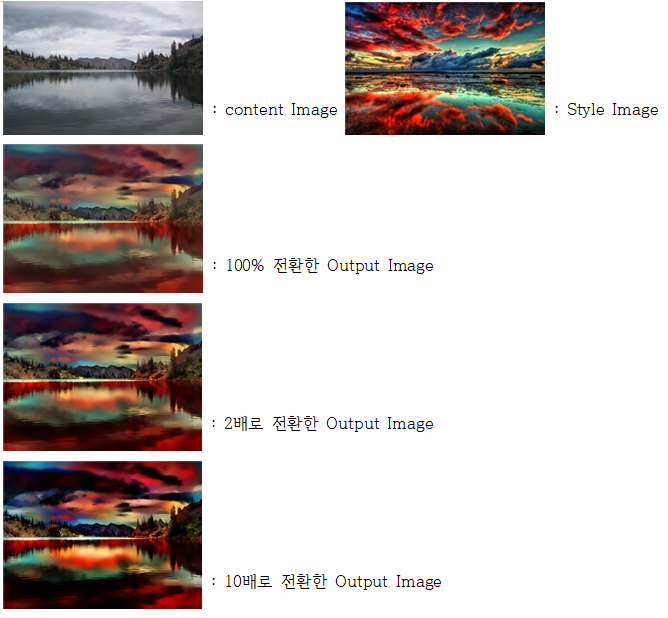 : content Image : Style Image
: 100% 전환한 Output Image
: 2배로 전환한 Output Image
: 10배로 전환한 Output Image